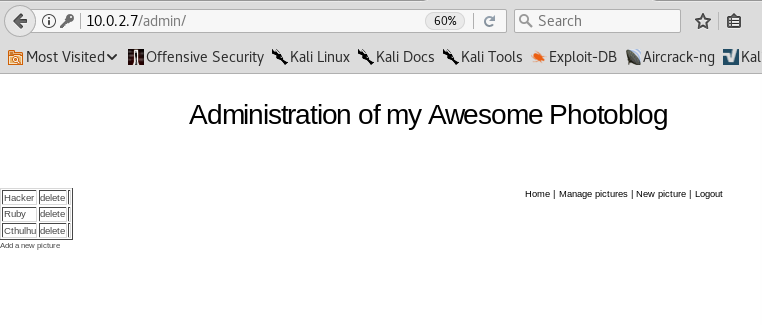 10.0.2.7/admin/ 60% Search
Most Visited Offensive Security Kali Linux Kali Docs Kali Tools Exploit-DB Aircrack-ng Kal
Administration of my Awesome Photoblog
Home | Manage pictures | New picture | Logout
Hacker delete
Ruby delete
Cthulhu delete
Add a new picture